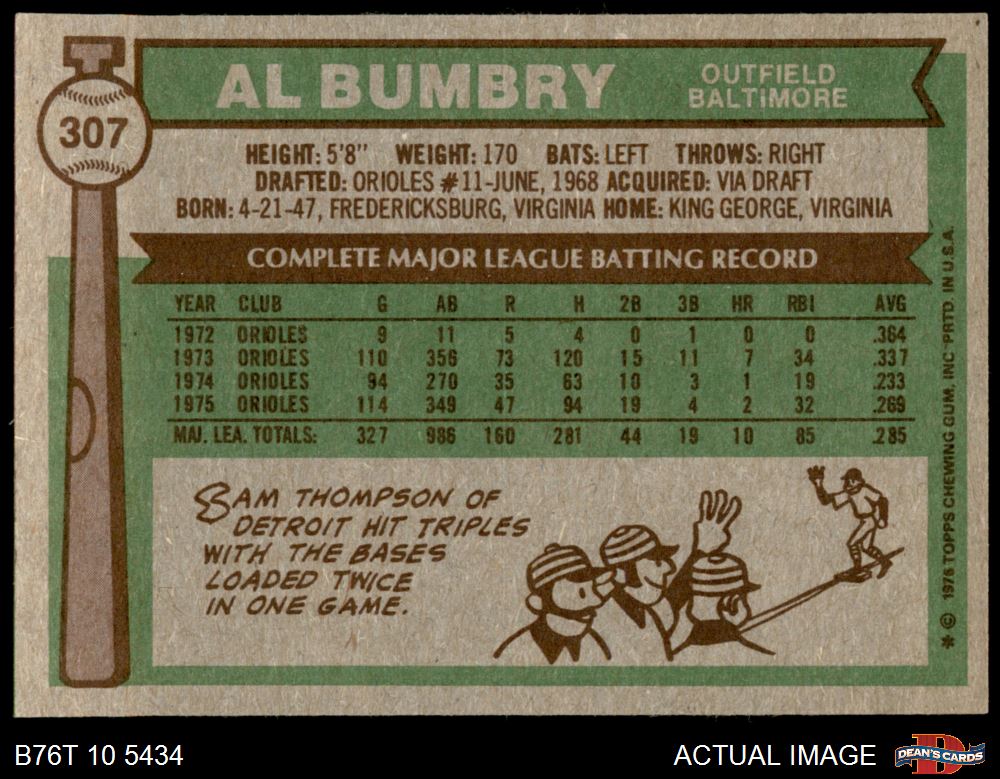 AL BUMBRY
OUTFIELD
BALTIMORE
307
HEIGHT: 5'8" WEIGHT: 170 BATS: LEFT THROWS: RIGHT
DRAFTED: ORIOLES #11-JUNE, 1968 ACQUIRED: VIA DRAFT
BORN: 4-21-47, FREDERICKSBURG, VIRGINIA HOME: KING GEORGE, VIRGINIA
COMPLETE MAJOR LEAGUE BATTING RECORD
YEAR CLUB G AB R H 2B 3B HR RBI AVG
1972 ORIOLES 9 11 5 4 0 1 0 0 .364
1973 ORIOLES 110 356 73 120 15 11 7 34 .337
1974 ORIOLES 94 270 35 63 10 3 1 19 .233
1975 ORIOLES 114 349 47 94 19 4 2 32 .269
MAJ. LEA. TOTALS: 327 986 160 281 44 19 10 85 .285
SAM THOMPSON OF
DETROIT HIT TRIPLES
WITH THE BASES
LOADED TWICE
IN ONE GAME.
* © 1976 TOPPS CHEWING GUM, INC. PRTD. IN U.S.A.
B76T 10 5434
ACTUAL IMAGE
DEAN'S CARDS